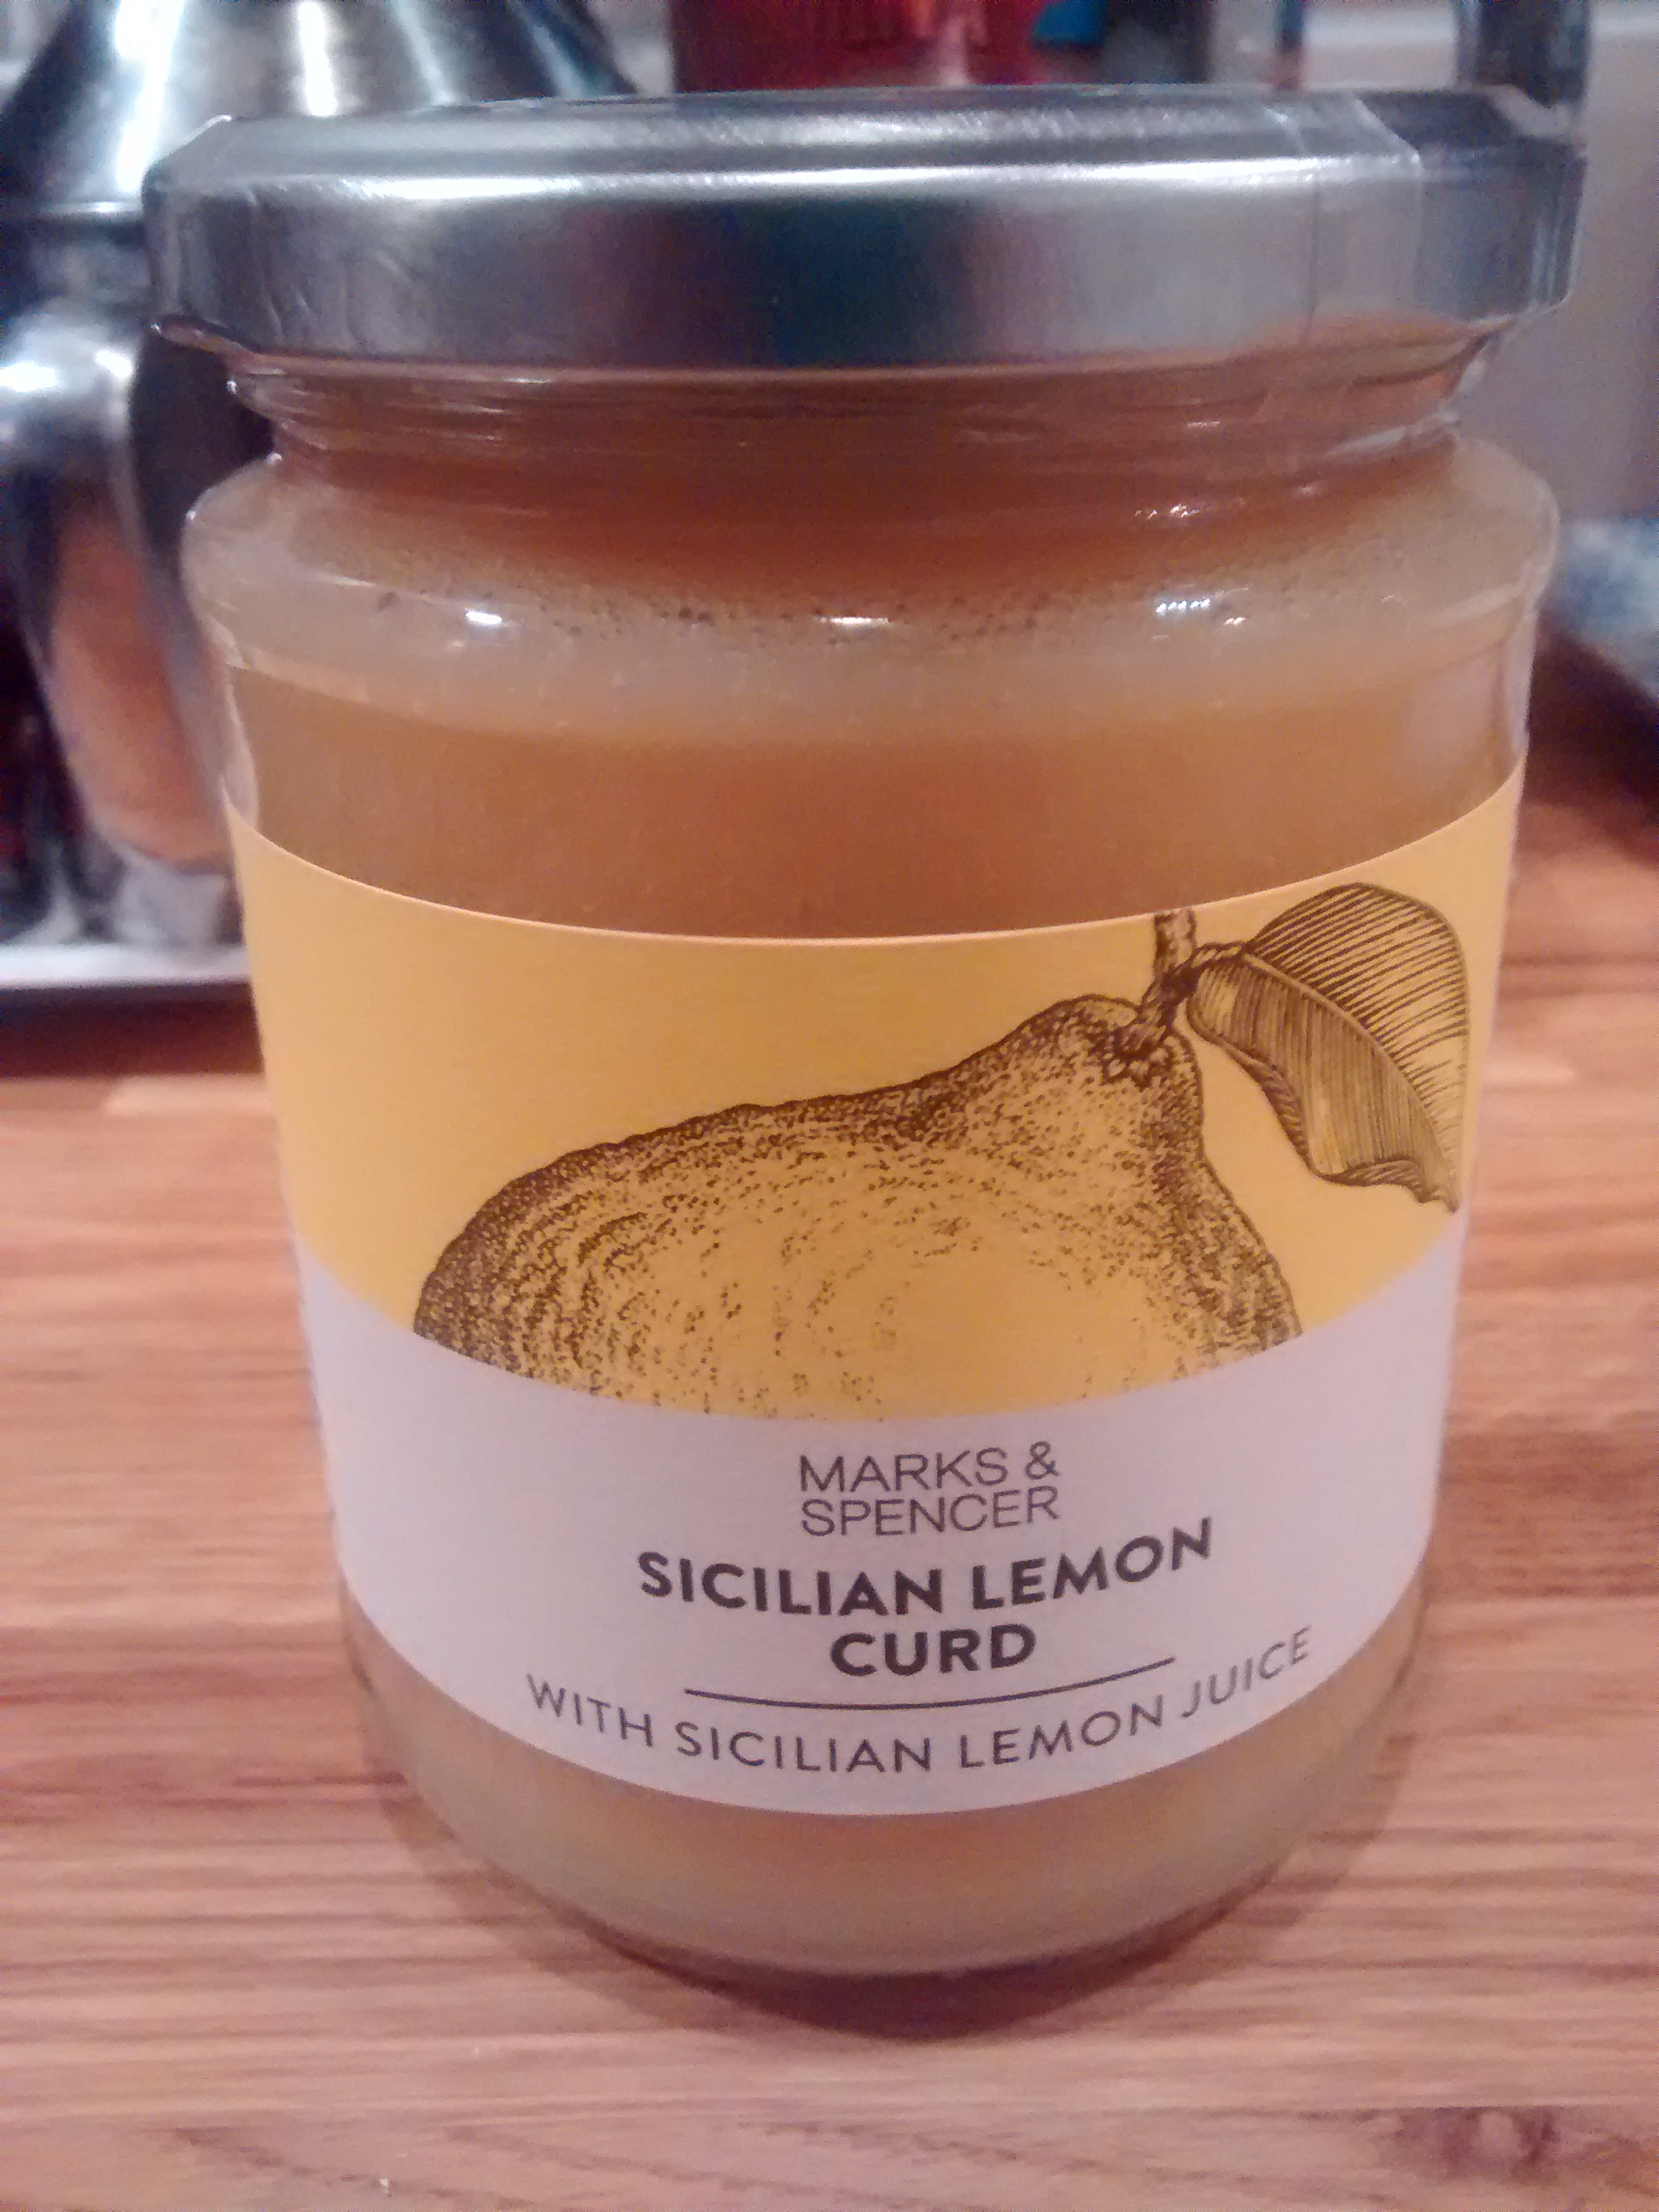 MARKS &
SPENCER
SICILIAN LEMON
CURD
WITH SICILIAN LEMON JUICE